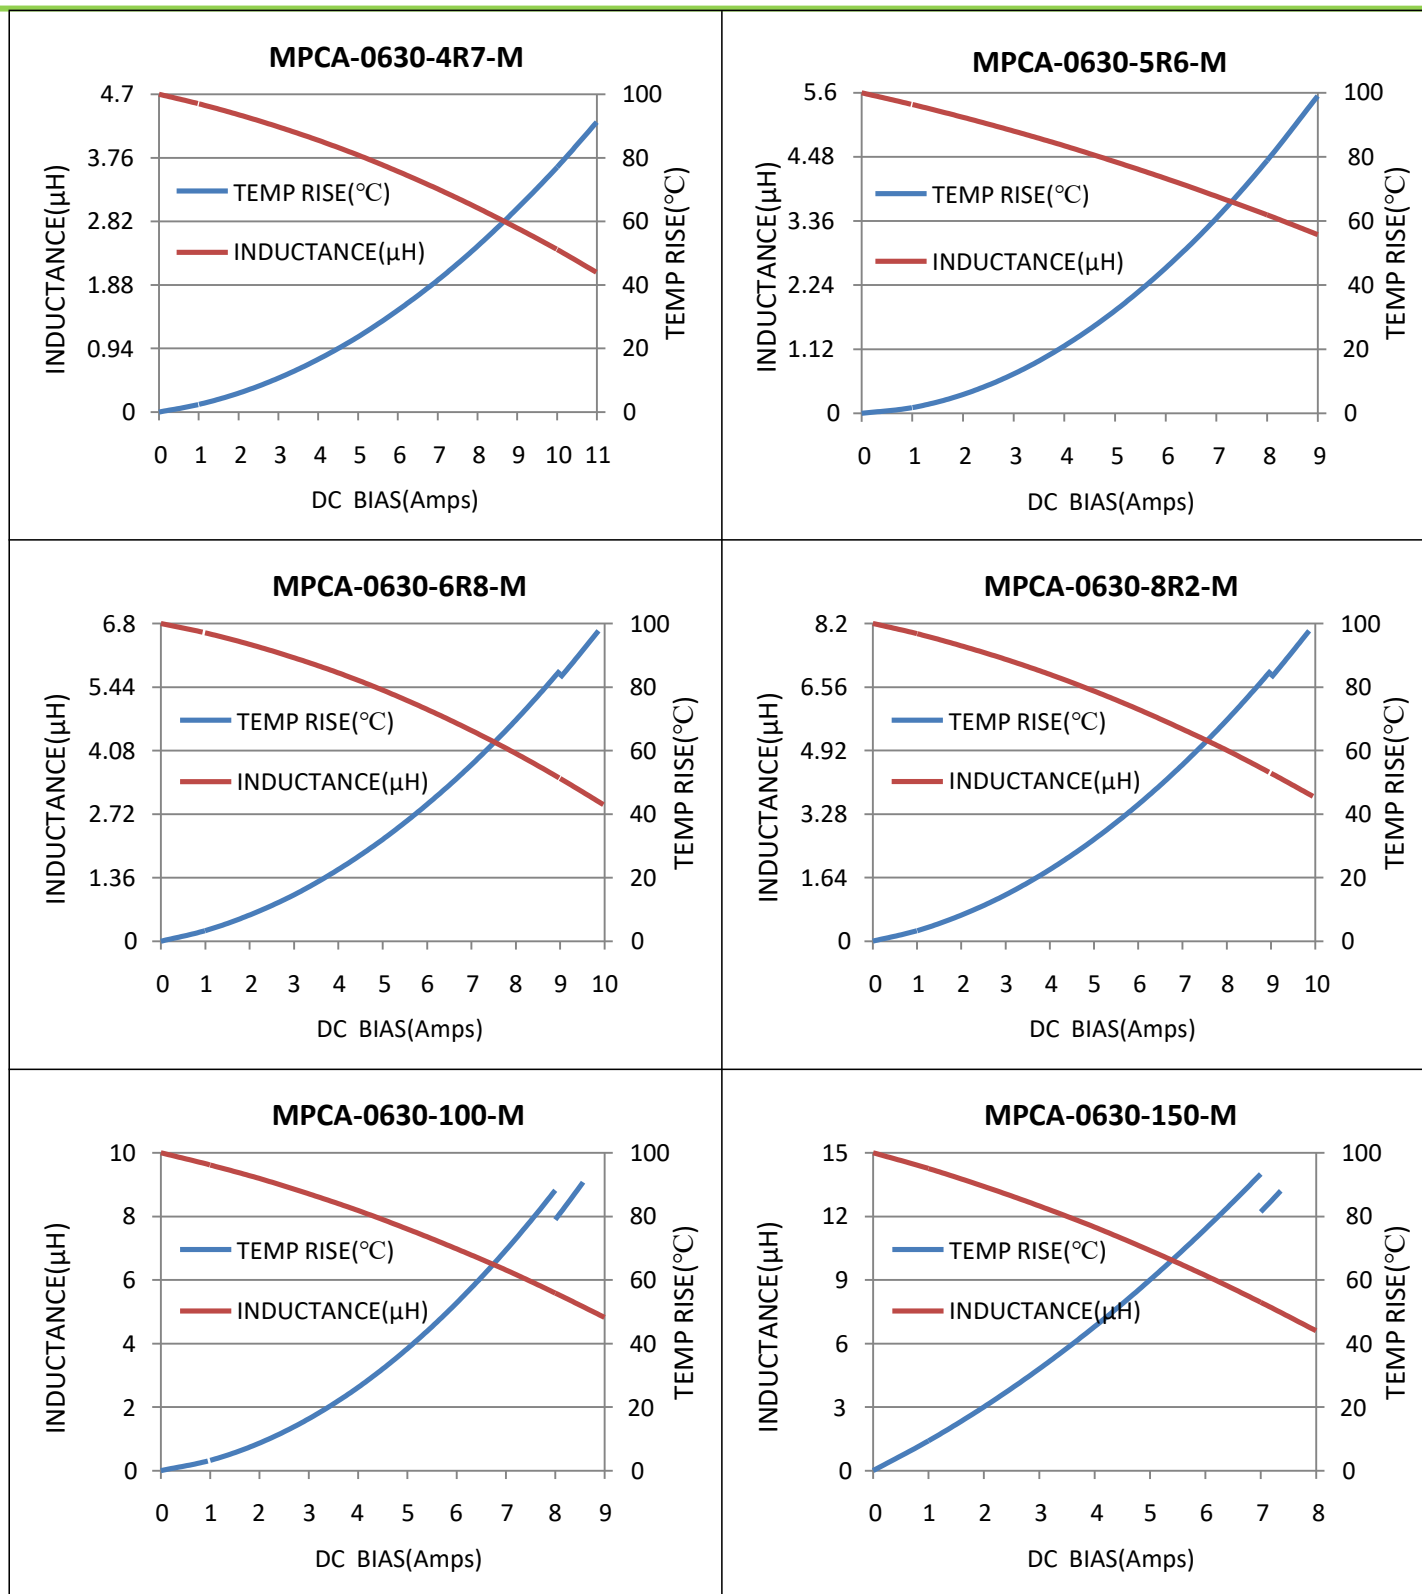 MPCA-0630-4R7-M
4.7
3.76
2.82
1.88
0.94
0
INDUCTANCE(μH)
100
80
60
40
20
0
TEMP RISE(℃)
TEMP RISE(℃)
INDUCTANCE(μH)
0 1 2 3 4 5 6 7 8 9 10 11
DC BIAS(Amps)
MPCA-0630-5R6-M
5.6
4.48
3.36
2.24
1.12
0
INDUCTANCE(μH)
100
80
60
40
20
0
TEMP RISE(℃)
TEMP RISE(℃)
INDUCTANCE(μH)
0 1 2 3 4 5 6 7 8 9
DC BIAS(Amps)
MPCA-0630-6R8-M
6.8
5.44
4.08
2.72
1.36
0
INDUCTANCE(μH)
100
80
60
40
20
0
TEMP RISE(℃)
TEMP RISE(℃)
INDUCTANCE(μH)
0 1 2 3 4 5 6 7 8 9 10
DC BIAS(Amps)
MPCA-0630-8R2-M
8.2
6.56
4.92
3.28
1.64
0
INDUCTANCE(μH)
100
80
60
40
20
0
TEMP RISE(℃)
TEMP RISE(℃)
INDUCTANCE(μH)
0 1 2 3 4 5 6 7 8 9 10
DC BIAS(Amps)
MPCA-0630-100-M
10
8
6
4
2
0
INDUCTANCE(μH)
100
80
60
40
20
0
TEMP RISE(℃)
TEMP RISE(℃)
INDUCTANCE(μH)
0 1 2 3 4 5 6 7 8 9
DC BIAS(Amps)
MPCA-0630-150-M
15
12
9
6
3
0
INDUCTANCE(μH)
100
80
60
40
20
0
TEMP RISE(℃)
TEMP RISE(℃)
INDUCTANCE(μH)
0 1 2 3 4 5 6 7 8
DC BIAS(Amps)